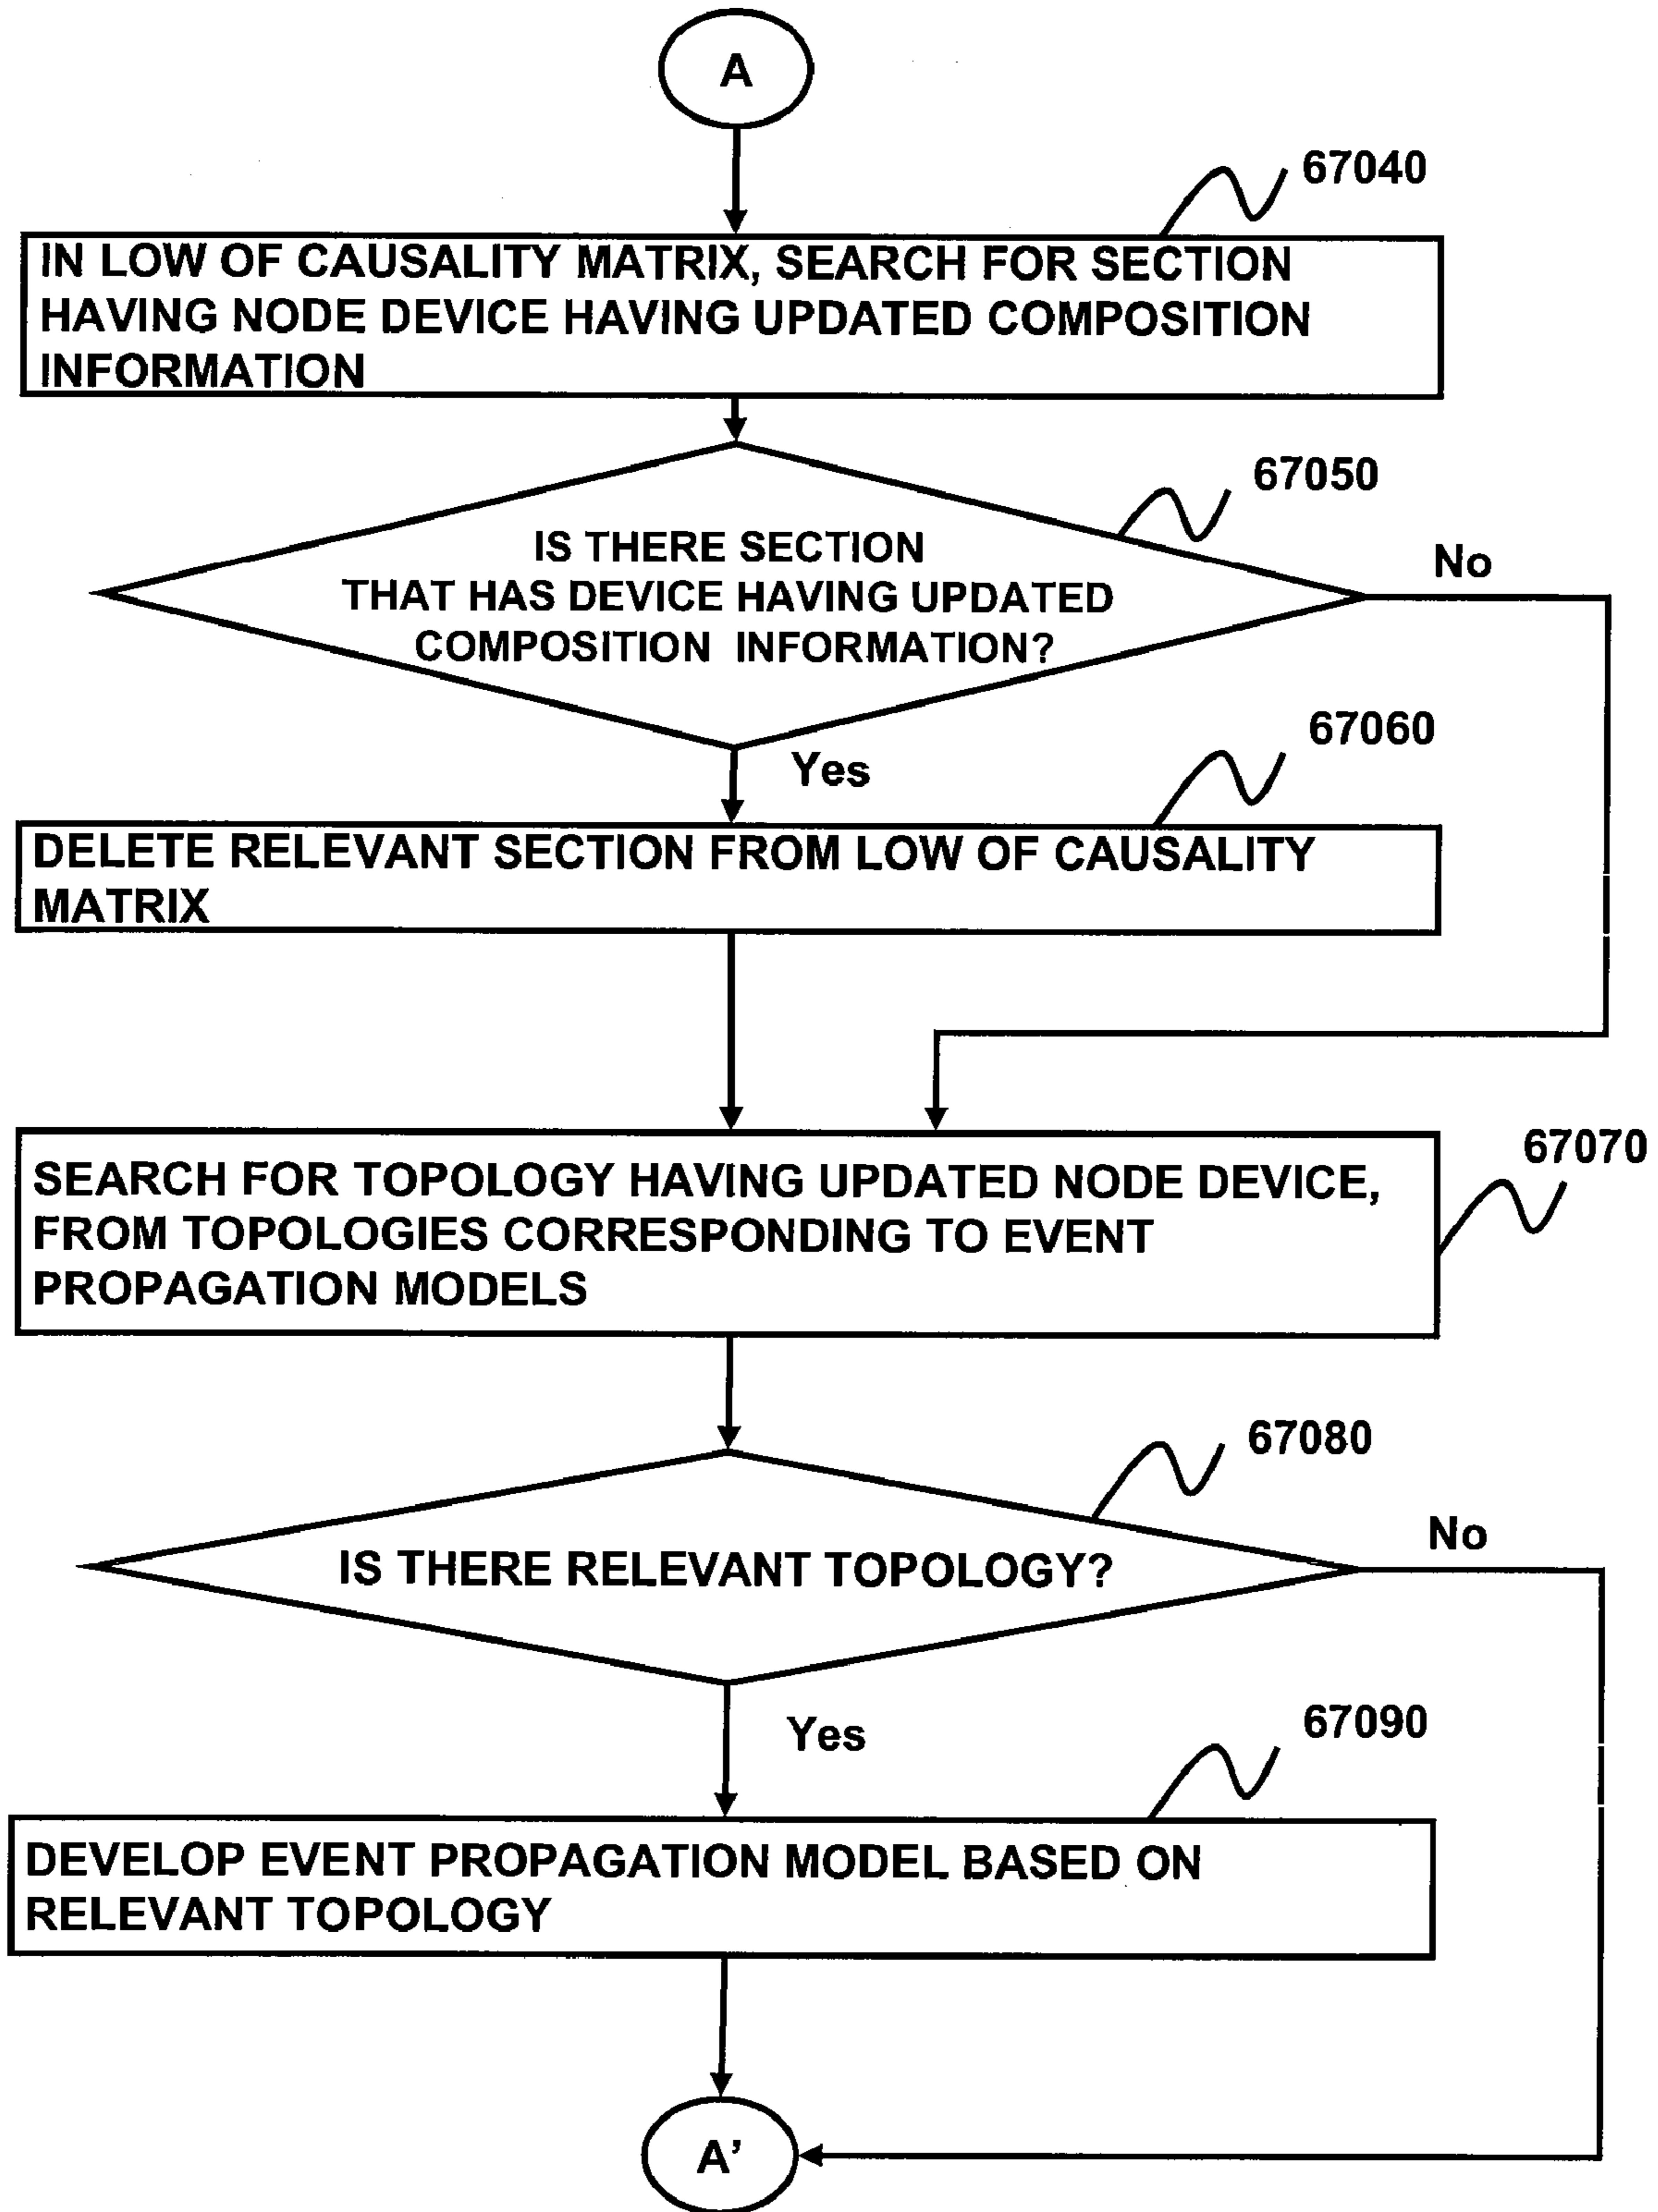 A
67040
IN LOW OF CAUSALITY MATRIX, SEARCH FOR SECTION
HAVING NODE DEVICE HAVING UPDATED COMPOSITION
INFORMATION
67050
IS THERE SECTION
THAT HAS DEVICE HAVING UPDATED
COMPOSITION INFORMATION?
No
Yes
67060
DELETE RELEVANT SECTION FROM LOW OF CAUSALITY
MATRIX
67070
SEARCH FOR TOPOLOGY HAVING UPDATED NODE DEVICE,
FROM TOPOLOGIES CORRESPONDING TO EVENT
PROPAGATION MODELS
67080
IS THERE RELEVANT TOPOLOGY?
No
Yes
67090
DEVELOP EVENT PROPAGATION MODEL BASED ON
RELEVANT TOPOLOGY
A'